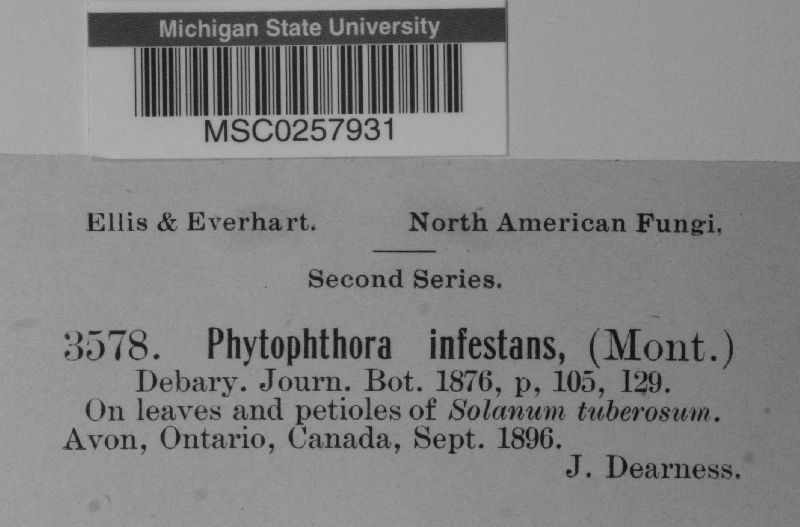 Michigan State University
MSC0257931
Ellis & Everhart. North American Fungi.
Second Series.
3578. Phytophthora infestans, (Mont.)
Debary. Journ. Bot. 1876, p, 105, 129.
On leaves and petioles of Solanum tuberosum.
Avon, Ontario, Canada, Sept. 1896.
J. Dearness.